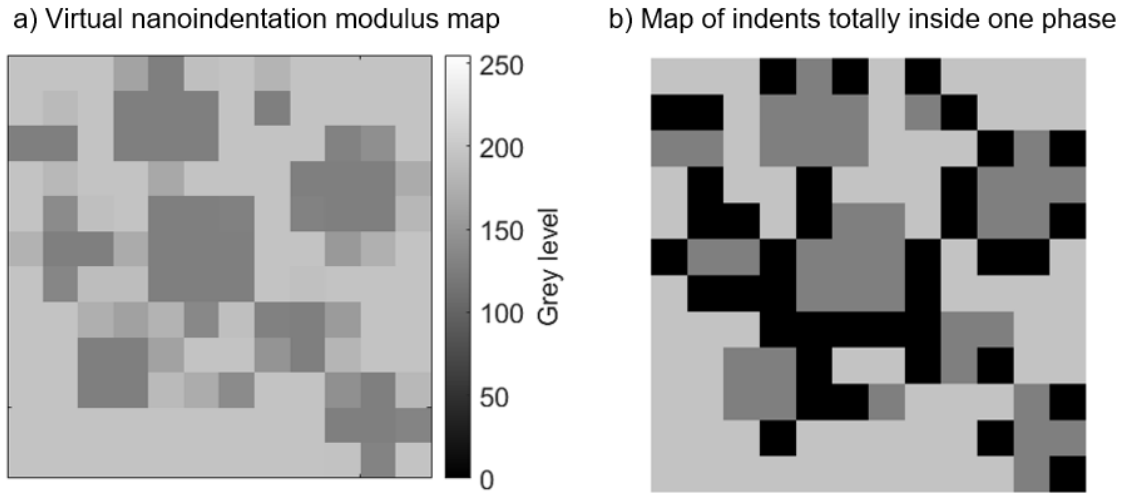 a) Virtual nanoindentation modulus map
b) Map of indents totally inside one phase
250
200
150
100
50
0
Grey level